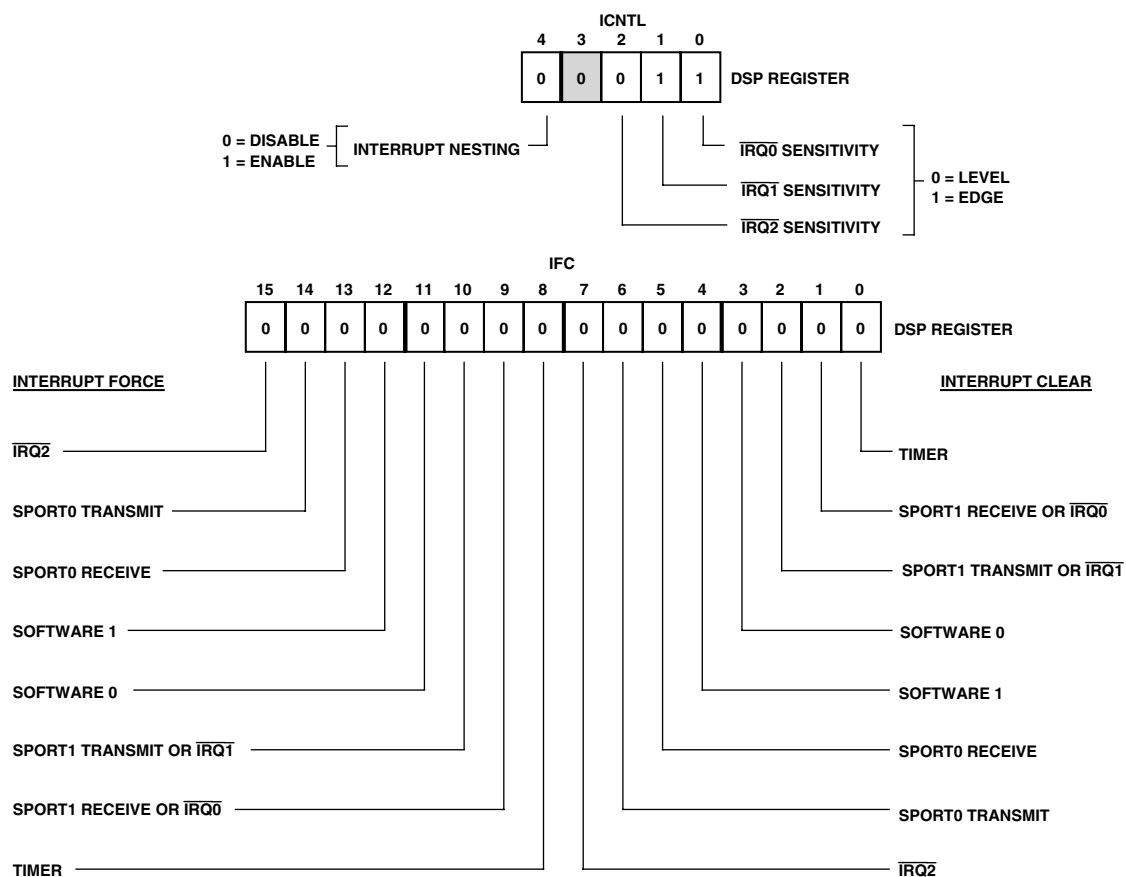 ICNTL
4 3 2 1 0
0 0 0 1 1 DSP REGISTER
0 = DISABLE
1 = ENABLE
INTERRUPT NESTING
IRQ0 SENSITIVITY
IRQ1 SENSITIVITY
IRQ2 SENSITIVITY
0 = LEVEL
1 = EDGE
IFC
15 14 13 12 11 10 9 8 7 6 5 4 3 2 1 0
0 0 0 0 0 0 0 0 0 0 0 0 0 0 0 0 DSP REGISTER
INTERRUPT FORCE
IRQ2
SPORT0 TRANSMIT
SPORT0 RECEIVE
SOFTWARE 1
SOFTWARE 0
SPORT1 TRANSMIT OR IRQ1
SPORT1 RECEIVE OR IRQ0
TIMER
INTERRUPT CLEAR
TIMER
SPORT1 RECEIVE OR IRQ0
SPORT1 TRANSMIT OR IRQ1
SOFTWARE 0
SOFTWARE 1
SPORT0 RECEIVE
SPORT0 TRANSMIT
IRQ2